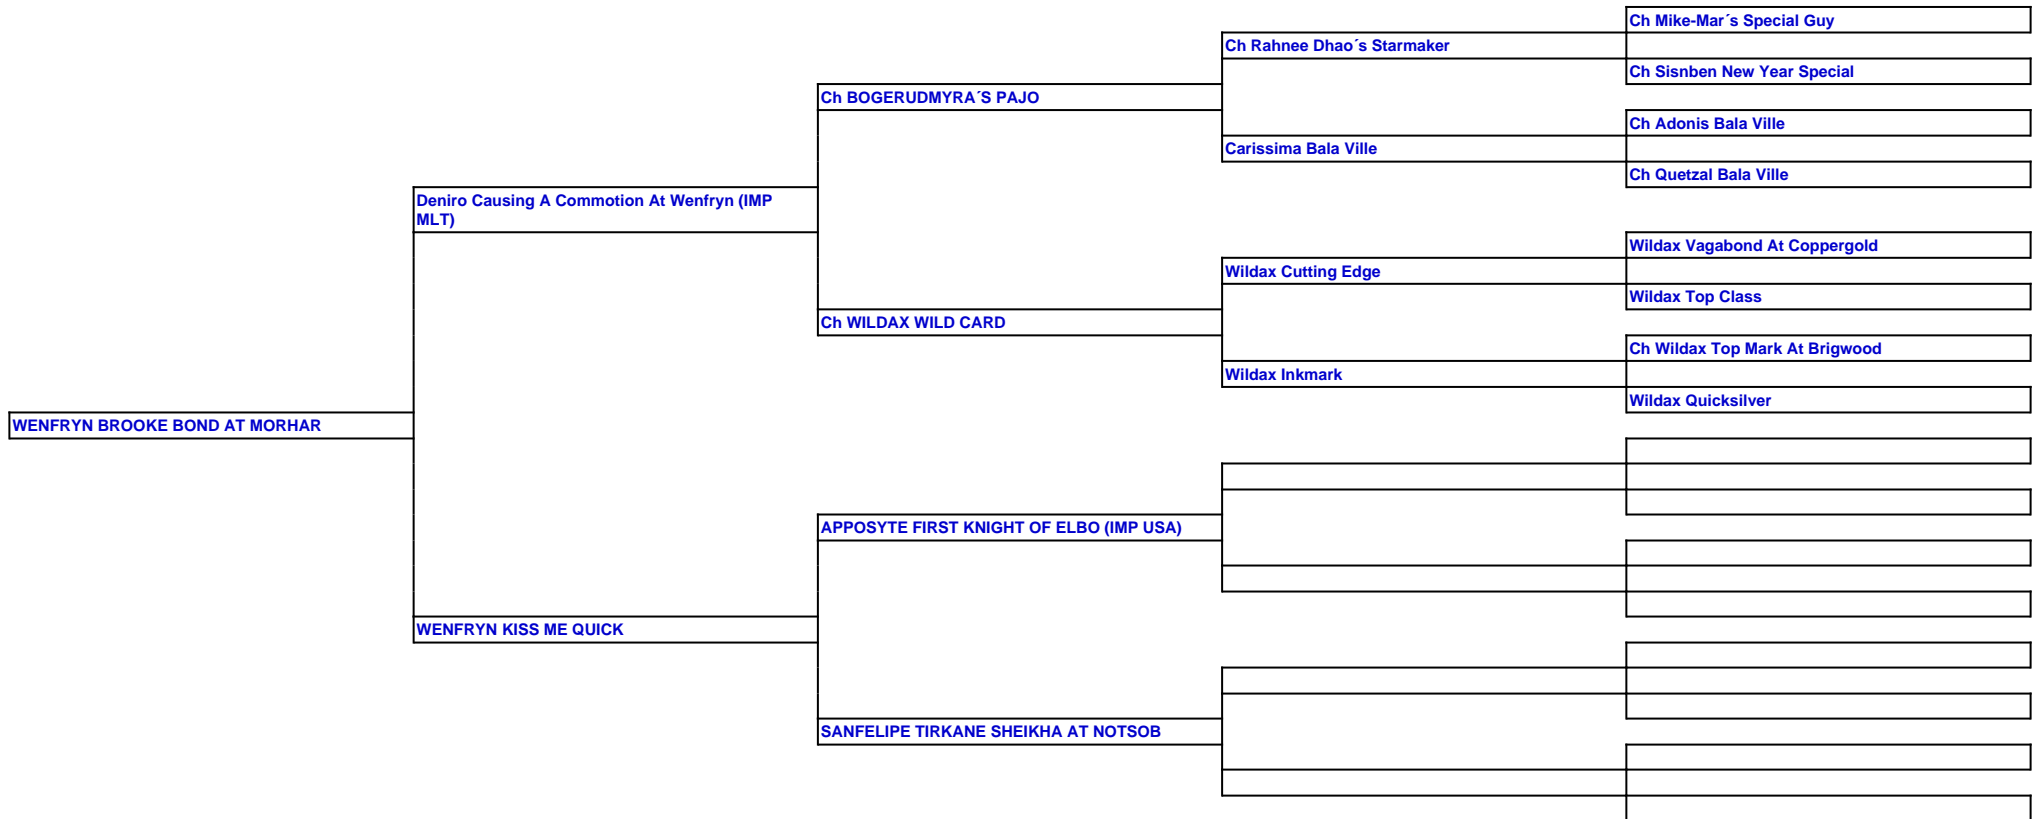 Ch Mike-Mar´s Special Guy
Ch Rahnee Dhao´s Starmaker
Ch Sisnben New Year Special
Ch BOGERUDMYRA´S PAJO
Ch Adonis Bala Ville
Carissima Bala Ville
Ch Quetzal Bala Ville
Deniro Causing A Commotion At Wenfryn (IMP
MLT)
Wildax Vagabond At Coppergold
Wildax Cutting Edge
Wildax Top Class
Ch WILDAX WILD CARD
Ch Wildax Top Mark At Brigwood
Wildax Inkmark
Wildax Quicksilver
WENFRYN BROOKE BOND AT MORHAR
APPOSYTE FIRST KNIGHT OF ELBO (IMP USA)
WENFRYN KISS ME QUICK
SANFELIPE TIRKANE SHEIKHA AT NOTSOB